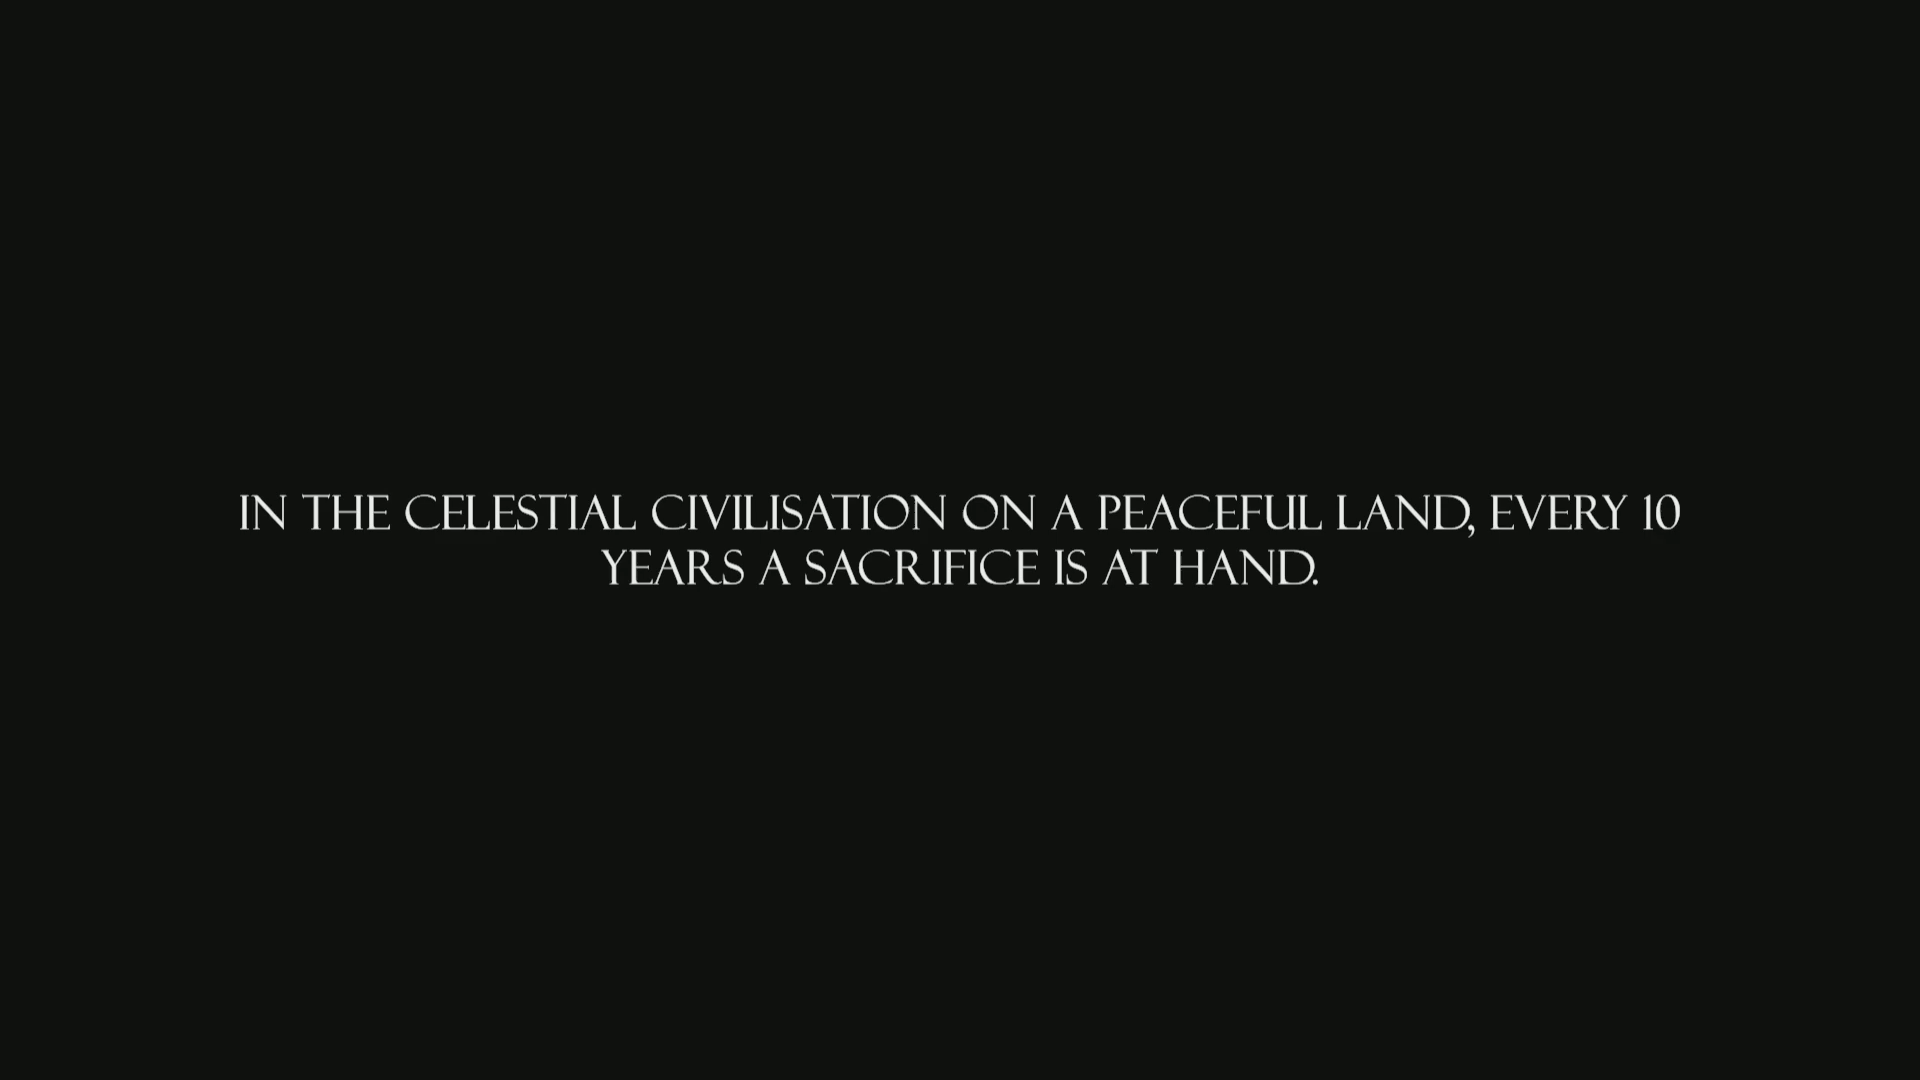 IN THE CELESTIAL CIVILISATION ON A PEACEFUL LAND, EVERY 10
YEARS A SACRIFICE IS AT HAND.